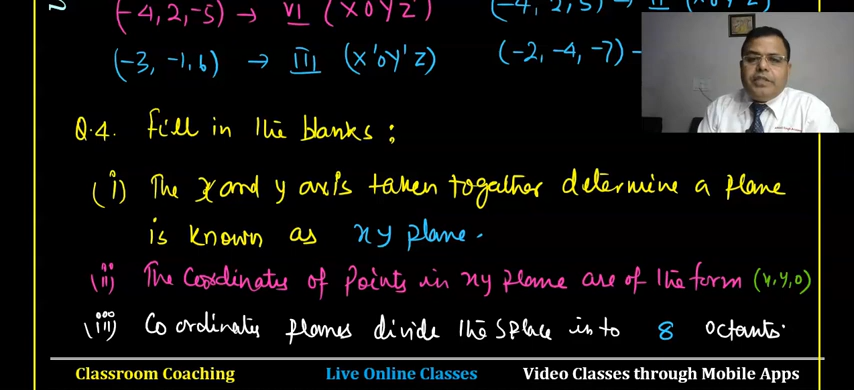 (-4, 2, -5) → VI (X'OYZ')
(-3, -1, 6) → III (X'OY'Z) (-2, -4, -7) –
Q.4. Fill in the blanks:
(i) The x and y axis taken togather determine a plane
is known as xy plane.
(ii) The coordinates of points in xy plane are of the form (x, y, 0)
(iii) Coordinates planes divide the splace into 8 octants.
Classroom Coaching Live Online Classes Video Classes through Mobile Apps